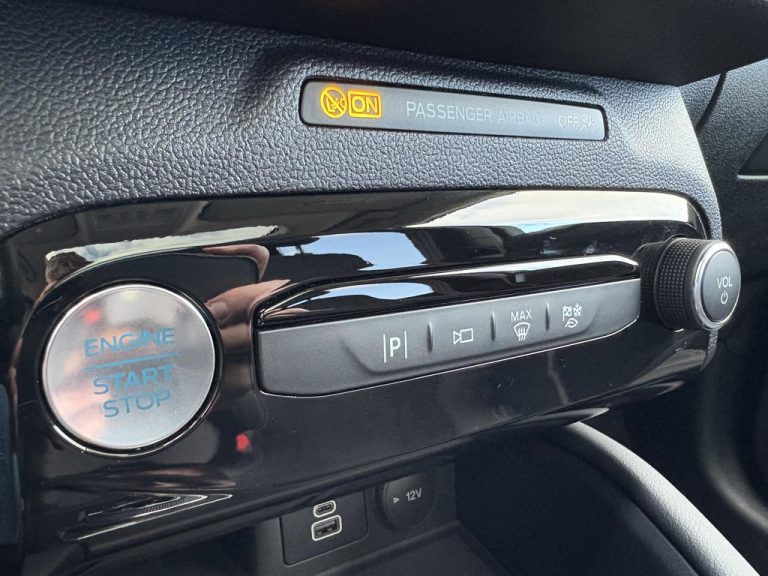 ON PASSENGER AIRBAG OFF
ENGINE
START
STOP
P
MAX
VOL
12V